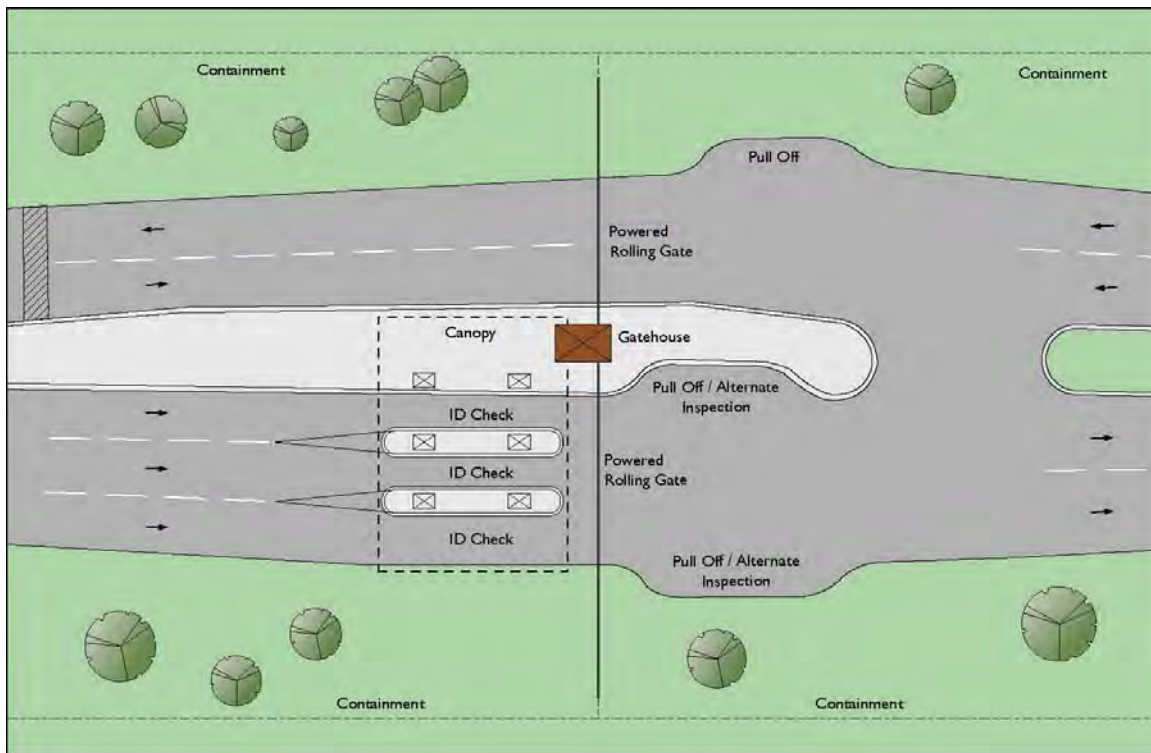 Containment
Containment
Pull Off
Powered
Rolling Gate
Canopy
Gatehouse
Pull Off / Alternate
Inspection
ID Check
Powered
Rolling Gate
ID Check
ID Check
Pull Off / Alternate
Inspection
Containment
Containment